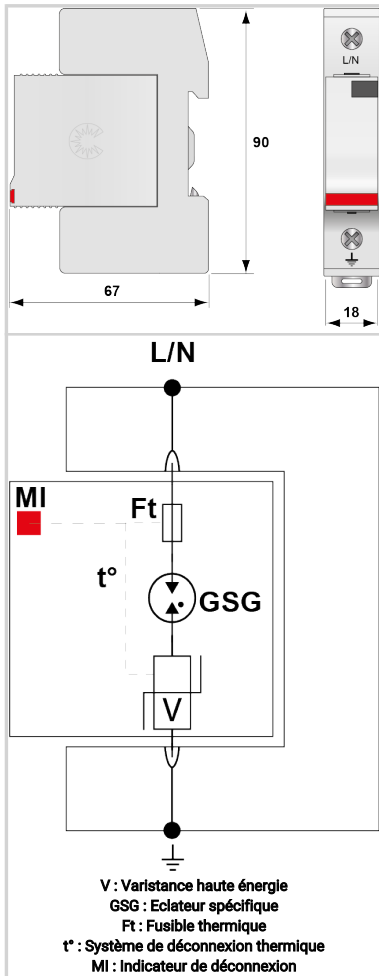 L/N
90
67
18
L/N
MI
Ft
t°
GSG
V
V : Varistance haute énergie
GSG : Eclateur spécifique
Ft : Fusible thermique
t° : Système de déconnexion thermique
MI : Indicateur de déconnexion